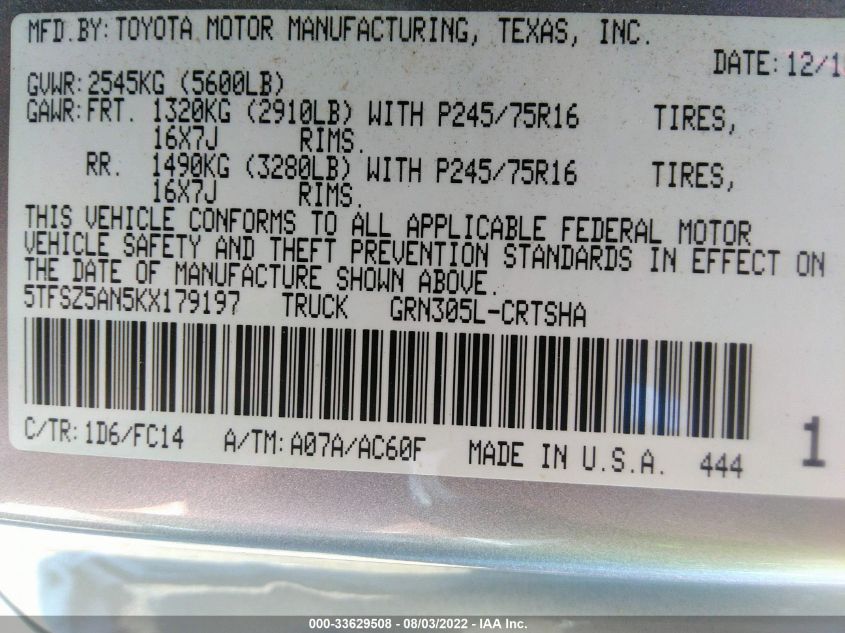 MFD.BY: TOYOTA MOTOR MANUFACTURING, TEXAS, INC.
DATE: 12/1
GVWR: 2545KG (5600LB)
GAWR: FRT. 1320KG (2910LB) WITH P245/75R16 TIRES,
16X7J RIMS.
RR. 1490KG (3280LB) WITH P245/75R16 TIRES,
16X7J RIMS.
THIS VEHICLE CONFORMS TO ALL APPLICABLE FEDERAL MOTOR
VEHICLE SAFETY AND THEFT PREVENTION STANDARDS IN EFFECT ON
THE DATE OF MANUFACTURE SHOWN ABOVE.
5TFSZ5AN5KX179197 TRUCK GRN305L-CRTSHA
C/TR: 1D6/FC14 A/TM: A07A/AC60F MADE IN U.S.A. 444 1
000-33629508 - 08/03/2022 - IAA Inc.